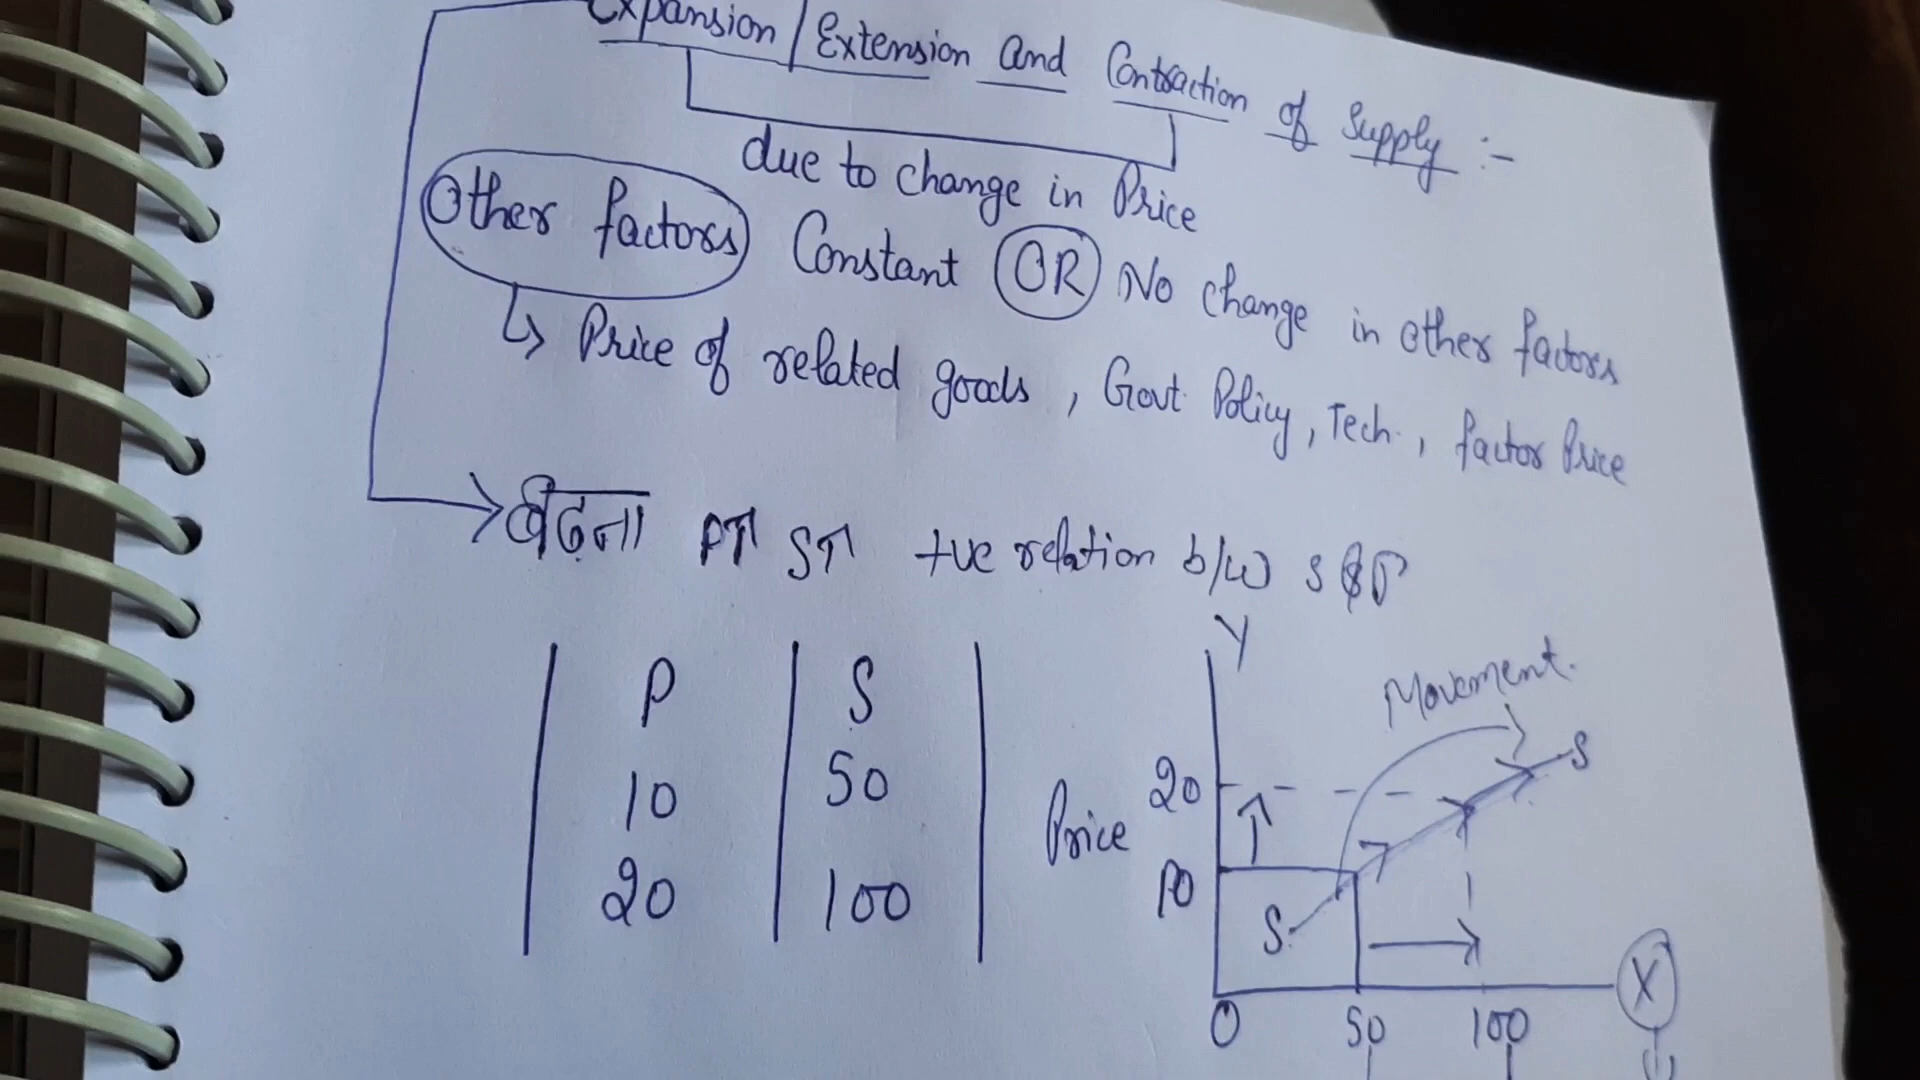 Expansion / Extension and Contraction of Supply :-
due to change in Price
Other factors Constant OR No change in other factors
↳ Price of related goods, Govt. Policy, Tech., factor Price
→ बढ़ना P↑ S↑ +ve relation b/w S & P
P S
10 50
20 100
Y
Movement.
S
20
Price
10
S
X
0 50 100